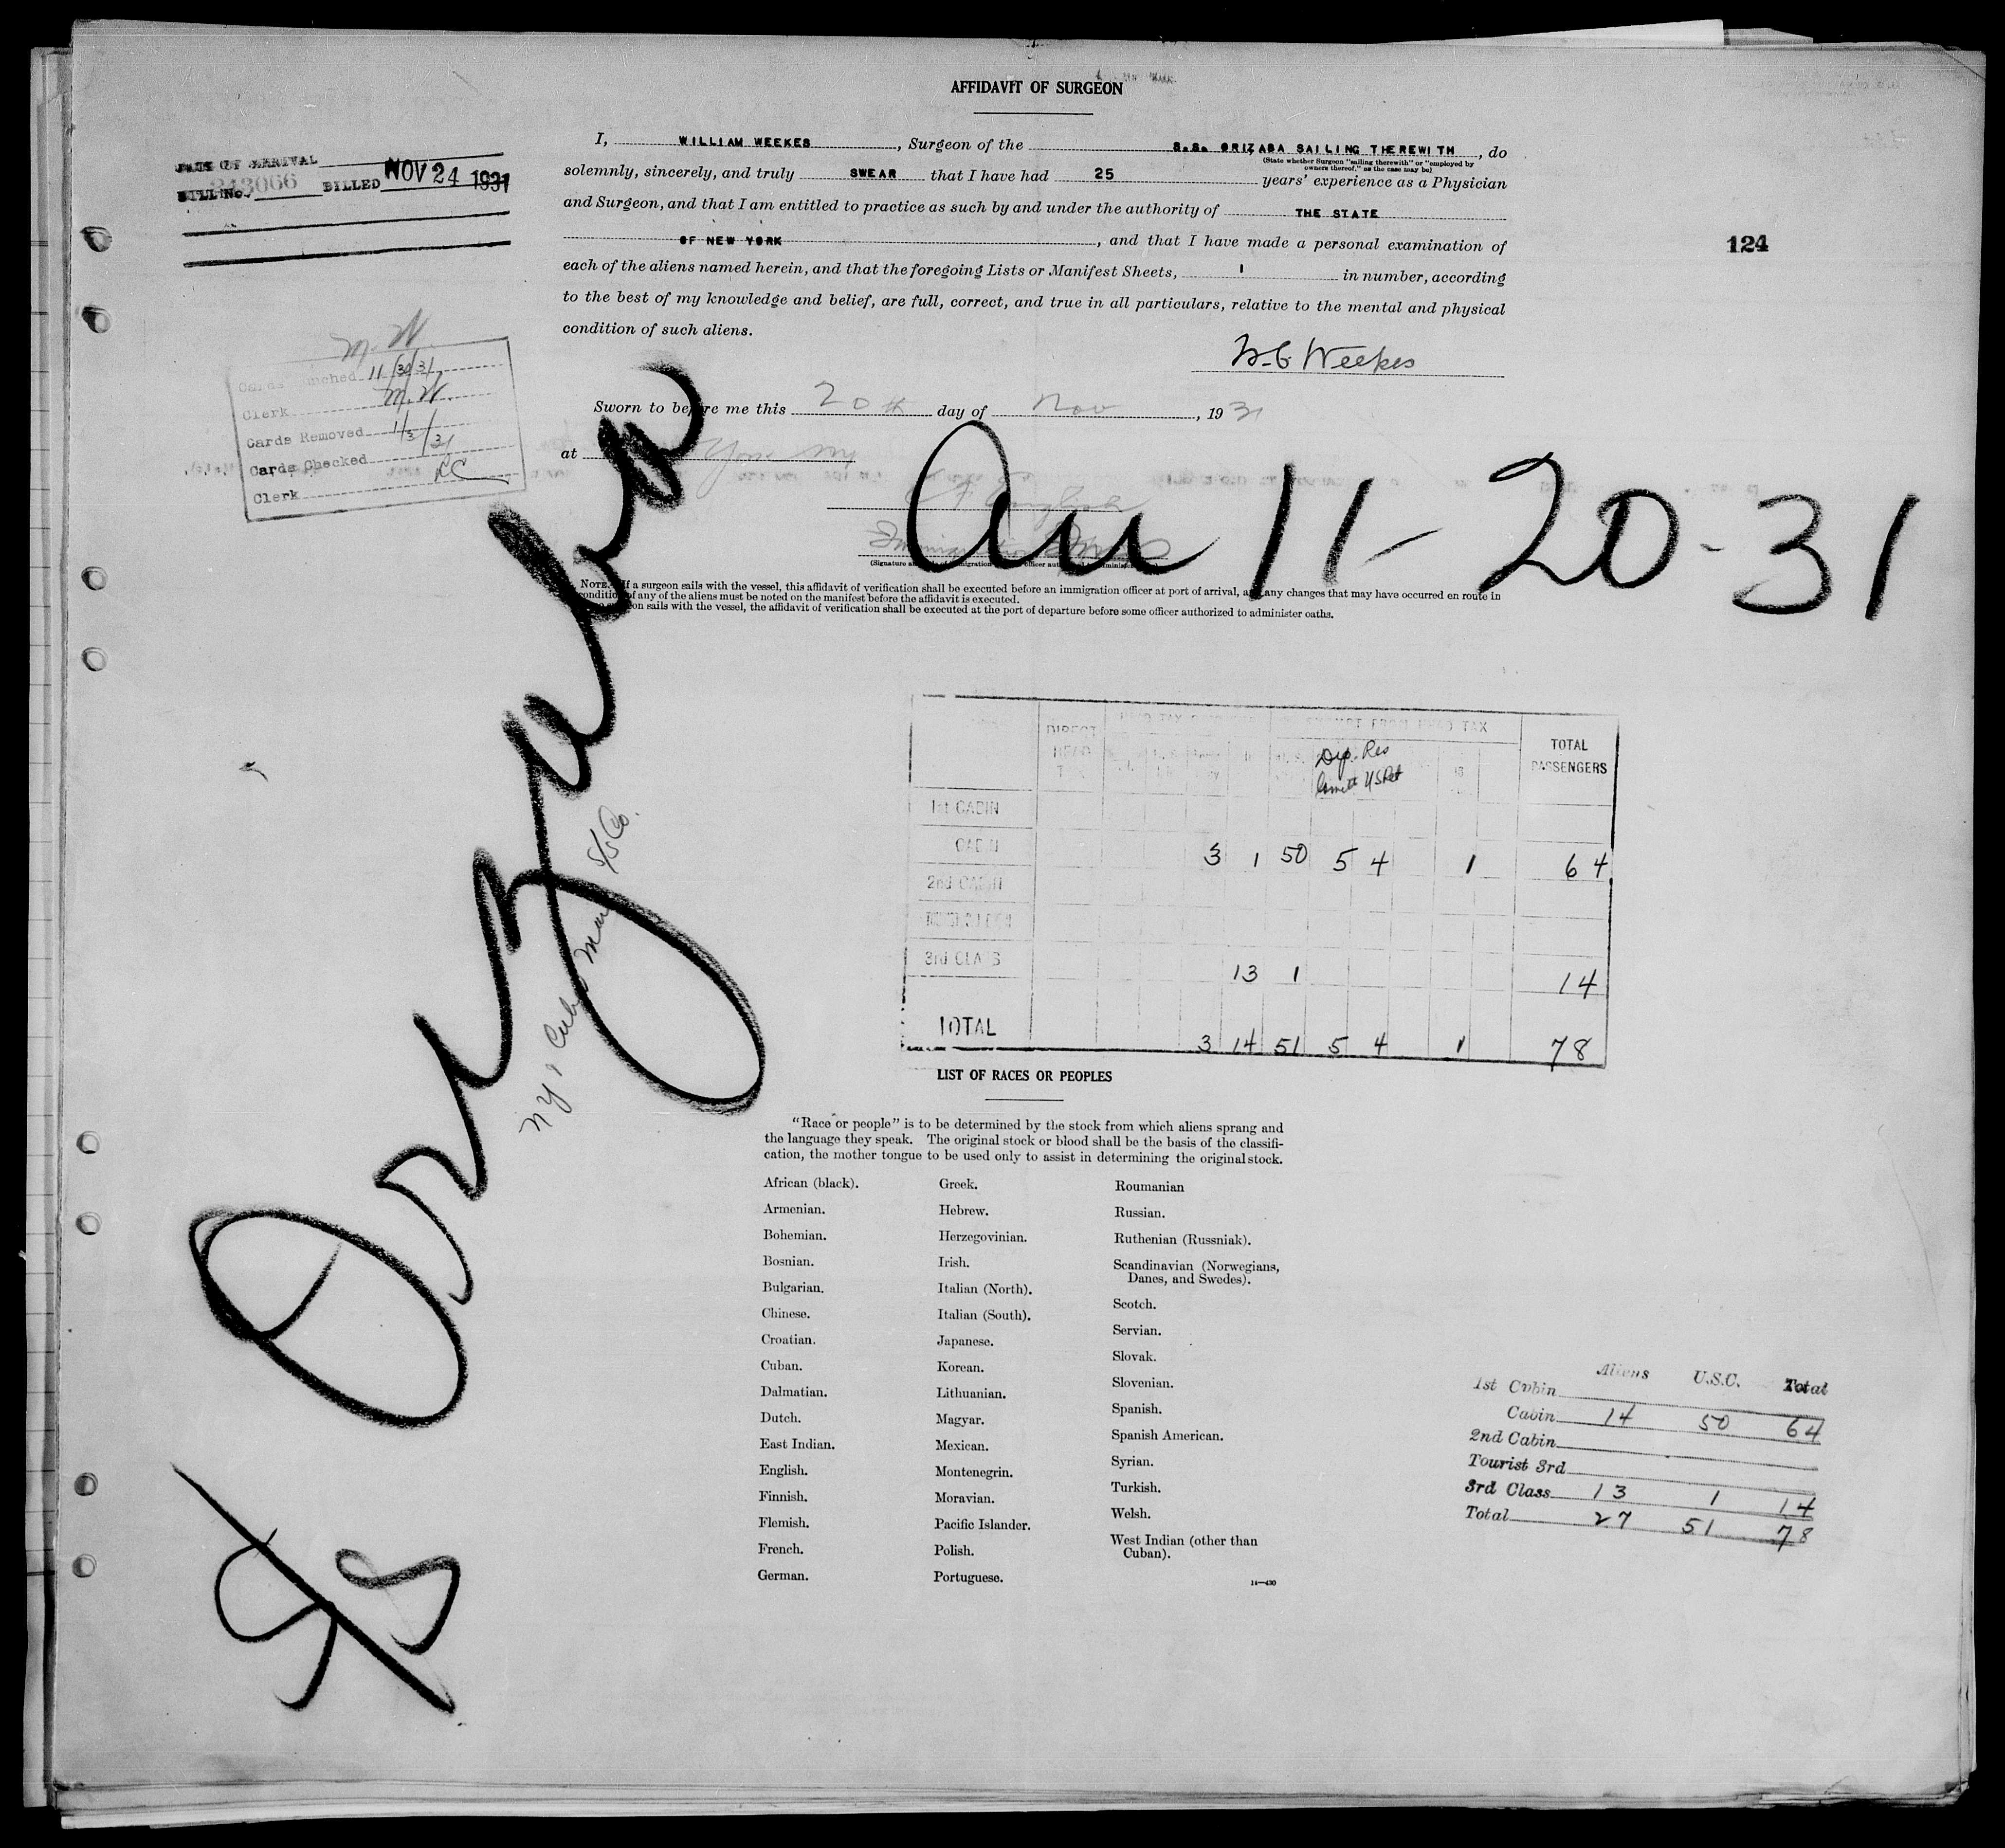 AFFIDAVIT OF SURGEON
I, WILLIAM WEEKES, Surgeon of the S.S. ORIZABA SAILING THEREWITH, do
(State whether Surgeon "sailing therewith" or "employed by
owners thereof," as the case may be)
solemnly, sincerely, and truly SWEAR that I have had 25 years' experience as a Physician
and Surgeon, and that I am entitled to practice as such by and under the authority of THE STATE
OF NEW YORK, and that I have made a personal examination of
each of the aliens named herein, and that the foregoing Lists or Manifest Sheets, 1 in number, according
to the best of my knowledge and belief, are full, correct, and true in all particulars, relative to the mental and physical
condition of such aliens.
W. C. Weekes
Sworn to before me this 20th day of Nov, 1931
at
DATE OF ARRIVAL
BILL No. 343066 BILLED NOV 24 1931
124
M. W.
Cards Punched 11/30/31
Clerk M. W.
Cards Removed
Cards Checked
Clerk
Arr 11-20-31
Immigration
NOTE.—If a surgeon sails with the vessel, this affidavit of verification shall be executed before an immigration officer at port of arrival, and any changes that may have occurred en route in
condition of any of the aliens must be noted on the manifest before the affidavit is executed.
on sails with the vessel, the affidavit of verification shall be executed at the port of departure before some officer authorized to administer oaths.
S/S Orizaba
N.Y. & Cuba Mail S/S Co.
DIRECT HEAD TAX
EXEMPT FROM HEAD TAX
TOTAL PASSENGERS
Dip. Res
1st CABIN
CABIN 3 1 50 5 4 1 64
2nd CABIN
3rd CLASS 13 1 14
TOTAL 3 14 51 5 4 1 78
LIST OF RACES OR PEOPLES
"Race or people" is to be determined by the stock from which aliens sprang and
the language they speak. The original stock or blood shall be the basis of the classifi-
cation, the mother tongue to be used only to assist in determining the original stock.
African (black).
Armenian.
Bohemian.
Bosnian.
Bulgarian.
Chinese.
Croatian.
Cuban.
Dalmatian.
Dutch.
East Indian.
English.
Finnish.
Flemish.
French.
German.
Greek.
Hebrew.
Herzegovinian.
Irish.
Italian (North).
Italian (South).
Japanese.
Korean.
Lithuanian.
Magyar.
Mexican.
Montenegrin.
Moravian.
Pacific Islander.
Polish.
Portuguese.
Roumanian
Russian.
Ruthenian (Russniak).
Scandinavian (Norwegians,
Danes, and Swedes).
Scotch.
Servian.
Slovak.
Slovenian.
Spanish.
Spanish American.
Syrian.
Turkish.
Welsh.
West Indian (other than
Cuban).
14—430
Aliens U.S.C. Total
1st Cabin
Cabin 14 50 64
2nd Cabin
Tourist 3rd
3rd Class 13 1 14
Total 27 51 78